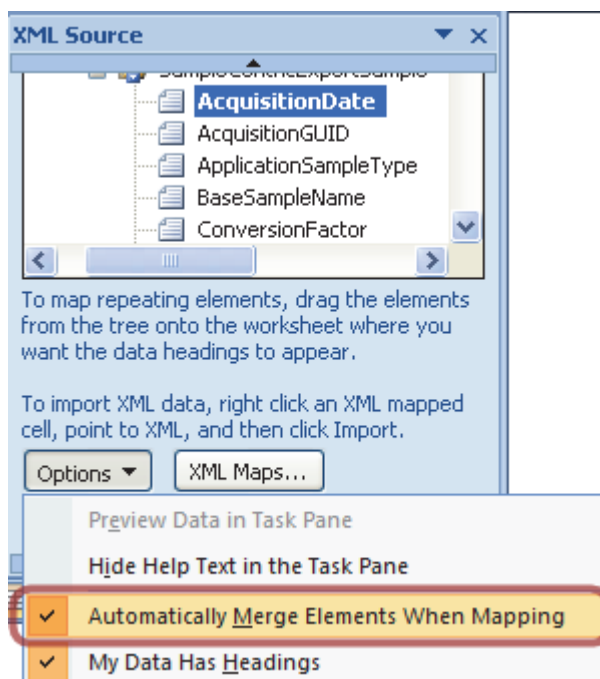 XML Source
SampleCentricExportSample
AcquisitionDate
AcquisitionGUID
ApplicationSampleType
BaseSampleName
ConversionFactor
To map repeating elements, drag the elements
from the tree onto the worksheet where you
want the data headings to appear.
To import XML data, right click an XML mapped
cell, point to XML, and then click Import.
Options XML Maps...
Preview Data in Task Pane
Hide Help Text in the Task Pane
Automatically Merge Elements When Mapping
My Data Has Headings